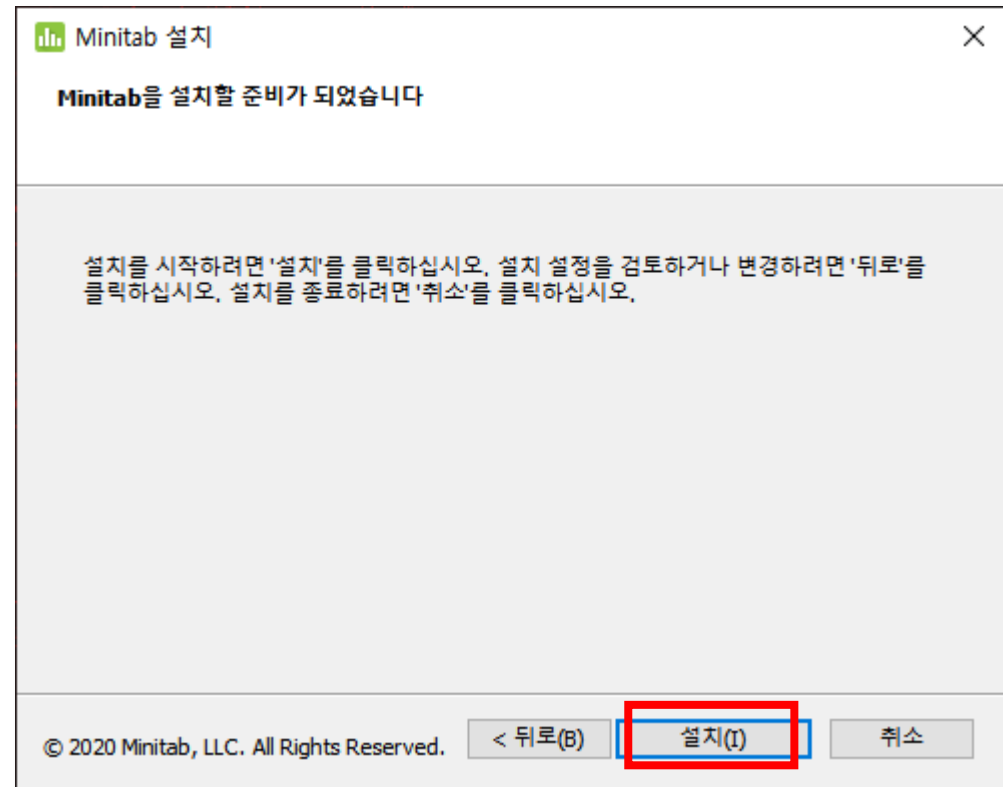 Minitab 설치
Minitab을 설치할 준비가 되었습니다
설치를 시작하려면 '설치'를 클릭하십시오. 설치 설정을 검토하거나 변경하려면 '뒤로'를
클릭하십시오. 설치를 종료하려면 '취소'를 클릭하십시오.
© 2020 Minitab, LLC. All Rights Reserved.
< 뒤로(B)
설치(I)
취소